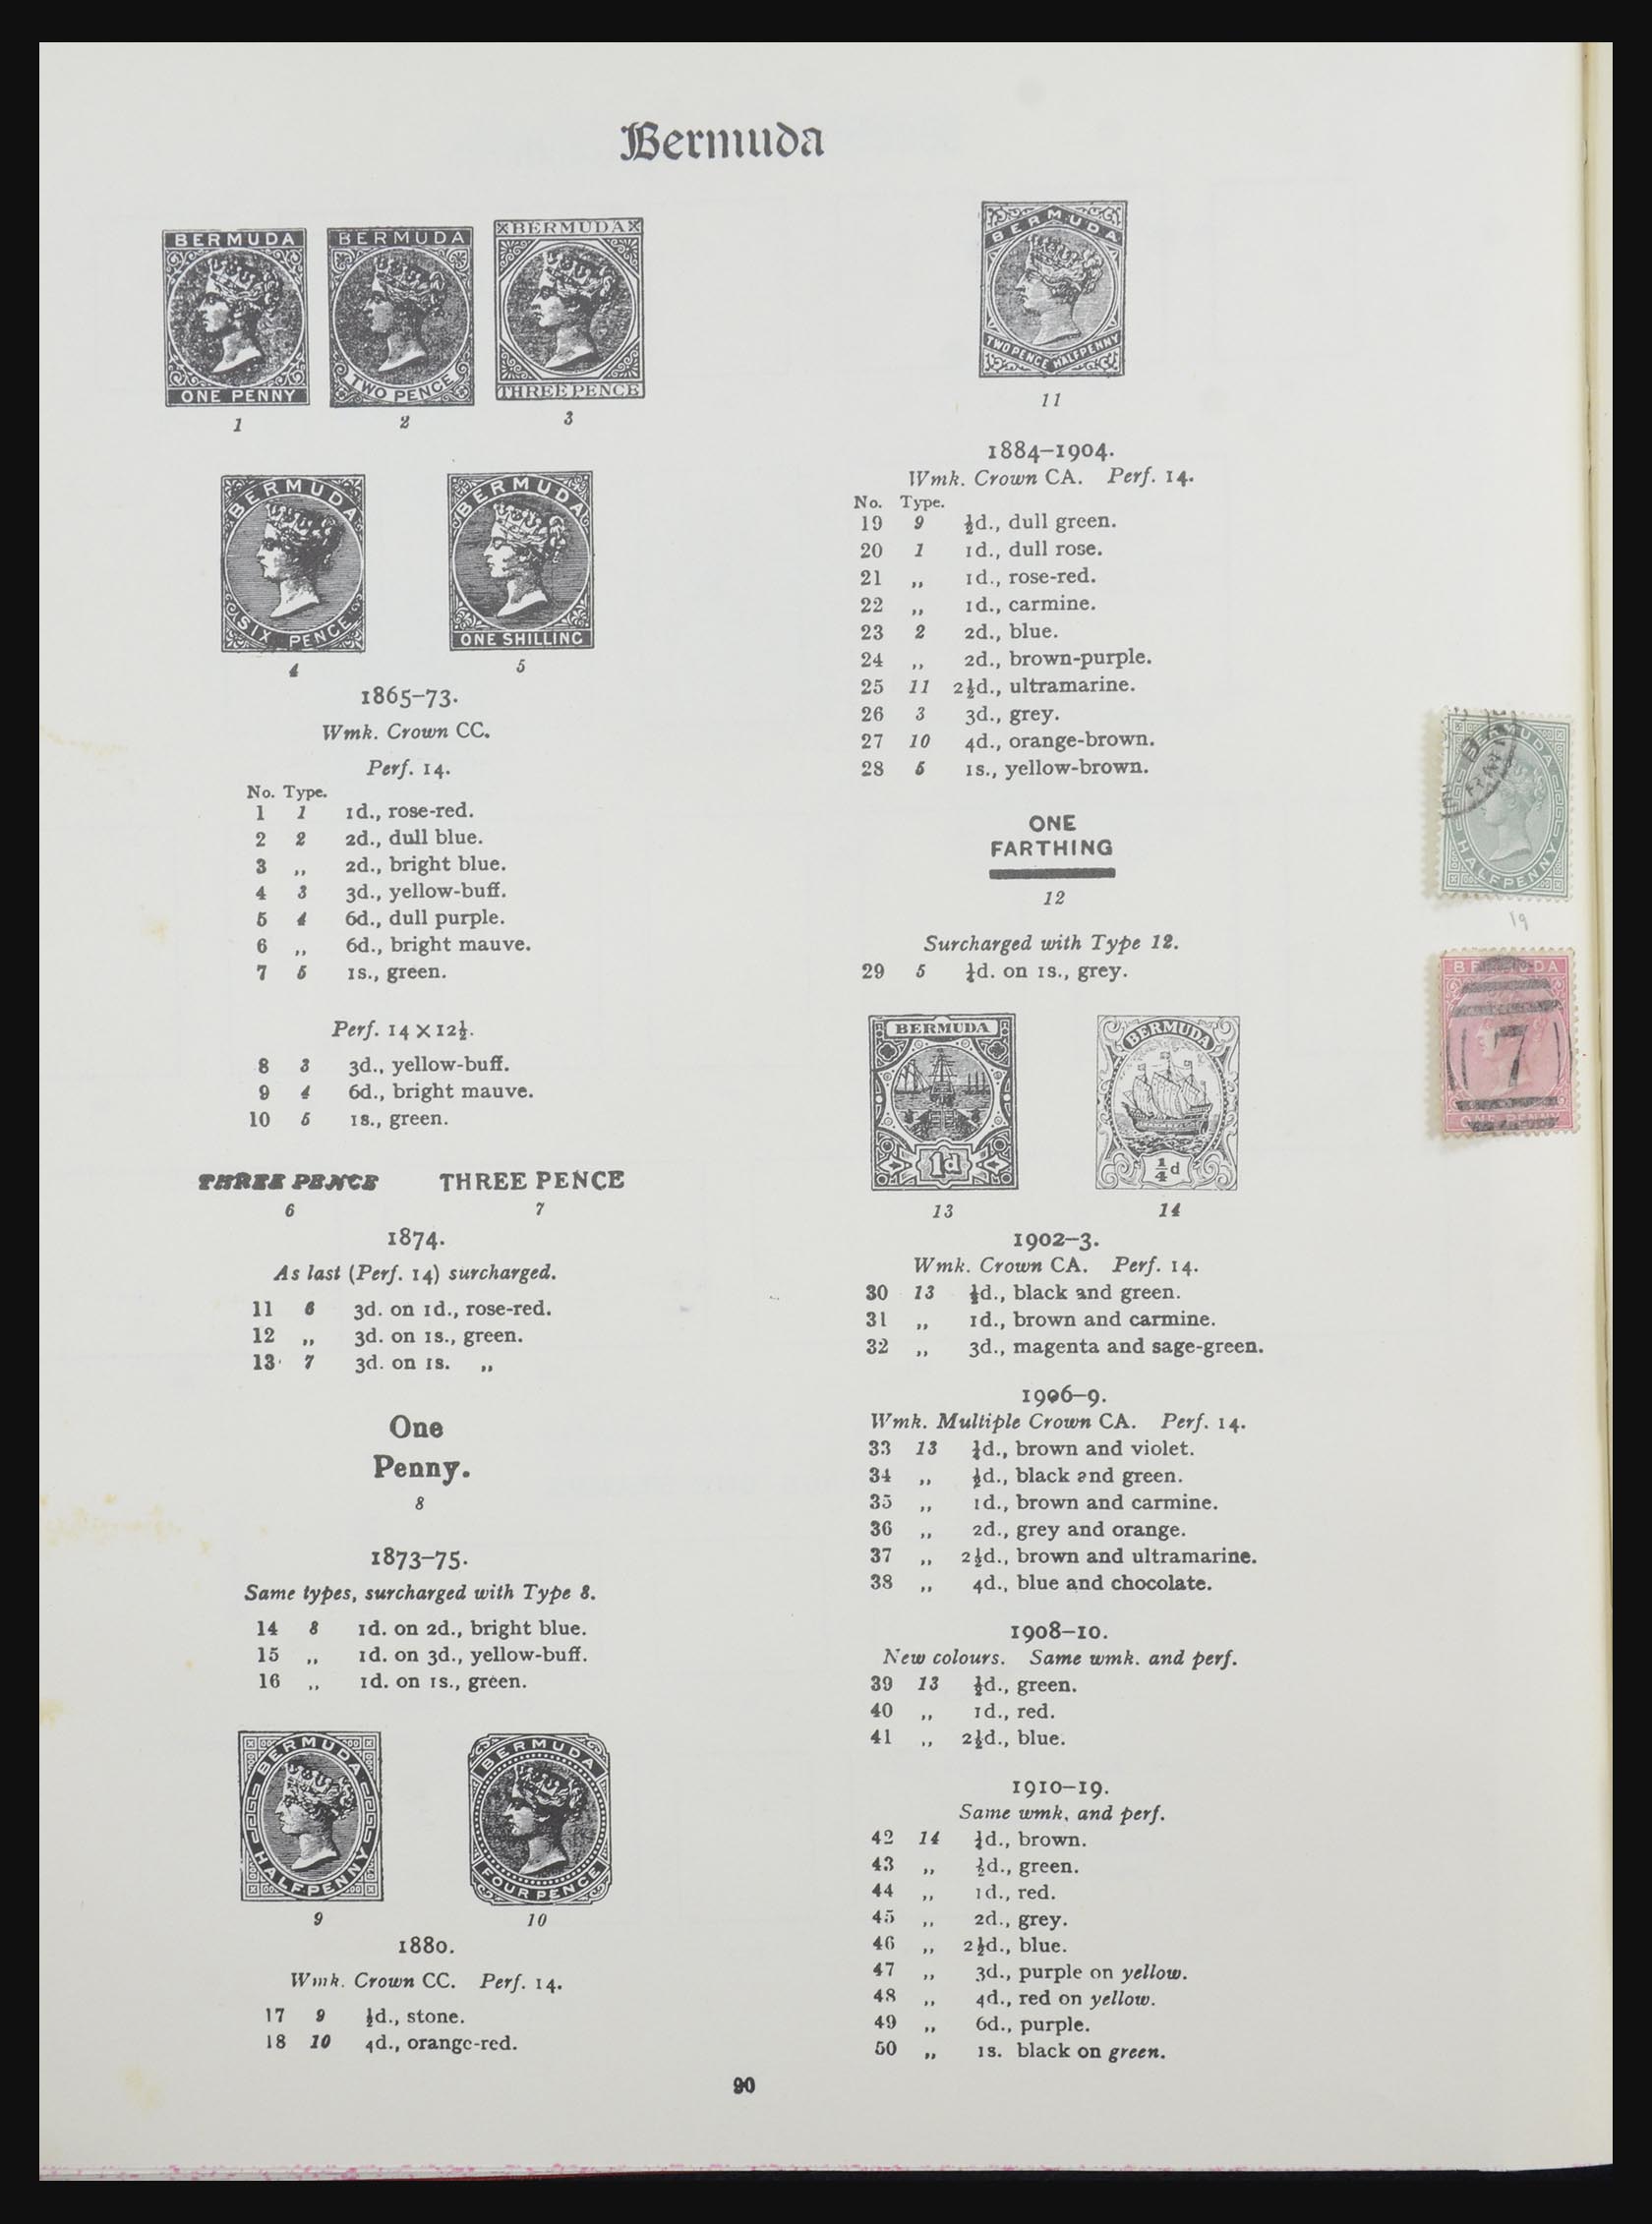 Bermuda
BERMUDA
ONE PENNY
1
BERMUDA
TWO PENCE
2
BERMUDA
THREE PENCE
3
BERMUDA
SIX PENCE
4
BERMUDA
ONE SHILLING
5
1865–73.
Wmk. Crown CC.
Perf. 14.
No. Type.
1 1 1d., rose-red.
2 2 2d., dull blue.
3 ,, 2d., bright blue.
4 3 3d., yellow-buff.
5 4 6d., dull purple.
6 ,, 6d., bright mauve.
7 5 1s., green.
Perf. 14 × 12½.
8 3 3d., yellow-buff.
9 4 6d., bright mauve.
10 5 1s., green.
THREE PENCE THREE PENCE
6 7
1874.
As last (Perf. 14) surcharged.
11 6 3d. on 1d., rose-red.
12 ,, 3d. on 1s., green.
13 7 3d. on 1s. ,,
One
Penny.
8
1873–75.
Same types, surcharged with Type 8.
14 8 1d. on 2d., bright blue.
15 ,, 1d. on 3d., yellow-buff.
16 ,, 1d. on 1s., green.
BERMUDA
HALFPENNY
9
BERMUDA
FOUR PENCE
10
1880.
Wmk. Crown CC. Perf. 14.
17 9 ½d., stone.
18 10 4d., orange-red.
BERMUDA
TWO PENCE HALFPENNY
11
1884–1904.
Wmk. Crown CA. Perf. 14.
No. Type.
19 9 ½d., dull green.
20 1 1d., dull rose.
21 ,, 1d., rose-red.
22 ,, 1d., carmine.
23 2 2d., blue.
24 ,, 2d., brown-purple.
25 11 2½d., ultramarine.
26 3 3d., grey.
27 10 4d., orange-brown.
28 5 1s., yellow-brown.
ONE
FARTHING
12
Surcharged with Type 12.
29 5 ¼d. on 1s., grey.
BERMUDA
1d
13
BERMUDA
¼d
14
1902–3.
Wmk. Crown CA. Perf. 14.
30 13 ½d., black and green.
31 ,, 1d., brown and carmine.
32 ,, 3d., magenta and sage-green.
1906–9.
Wmk. Multiple Crown CA. Perf. 14.
33 13 ¼d., brown and violet.
34 ,, ½d., black and green.
35 ,, 1d., brown and carmine.
36 ,, 2d., grey and orange.
37 ,, 2½d., brown and ultramarine.
38 ,, 4d., blue and chocolate.
1908–10.
New colours. Same wmk. and perf.
39 13 ½d., green.
40 ,, 1d., red.
41 ,, 2½d., blue.
1910–19.
Same wmk. and perf.
42 14 ¼d., brown.
43 ,, ½d., green.
44 ,, 1d., red.
45 ,, 2d., grey.
46 ,, 2½d., blue.
47 ,, 3d., purple on yellow.
48 ,, 4d., red on yellow.
49 ,, 6d., purple.
50 ,, 1s. black on green.
90
BERMUDA
HALFPENNY
19
BERMUDA
7
ONE PENNY